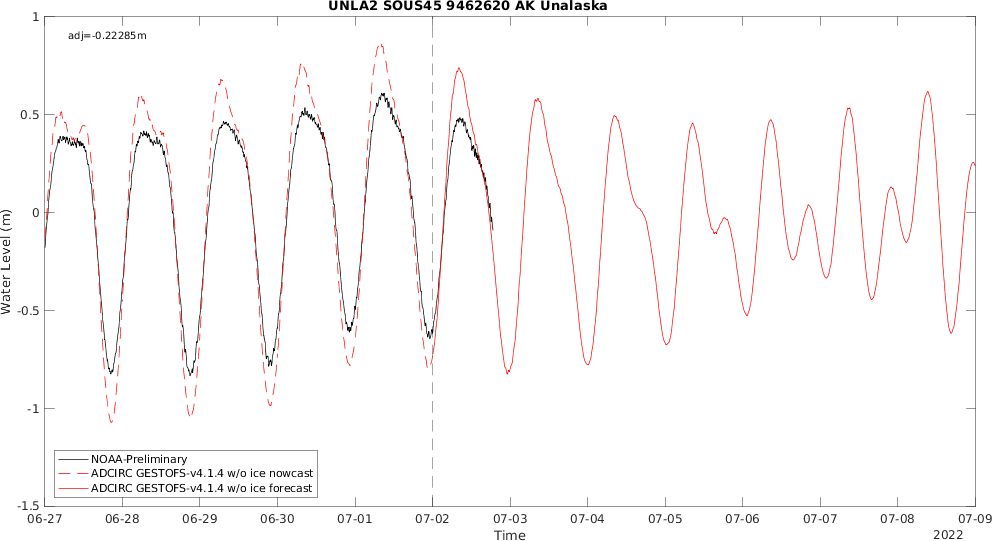 UNLA2 SOUS45 9462620 AK Unalaska
adj=-0.22285m
1
0.5
0
-0.5
-1
-1.5
Water Level (m)
NOAA-Preliminary
ADCIRC GESTOFS-v4.1.4 w/o ice nowcast
ADCIRC GESTOFS-v4.1.4 w/o ice forecast
06-27 06-28 06-29 06-30 07-01 07-02 07-03 07-04 07-05 07-06 07-07 07-08 07-09
Time
2022